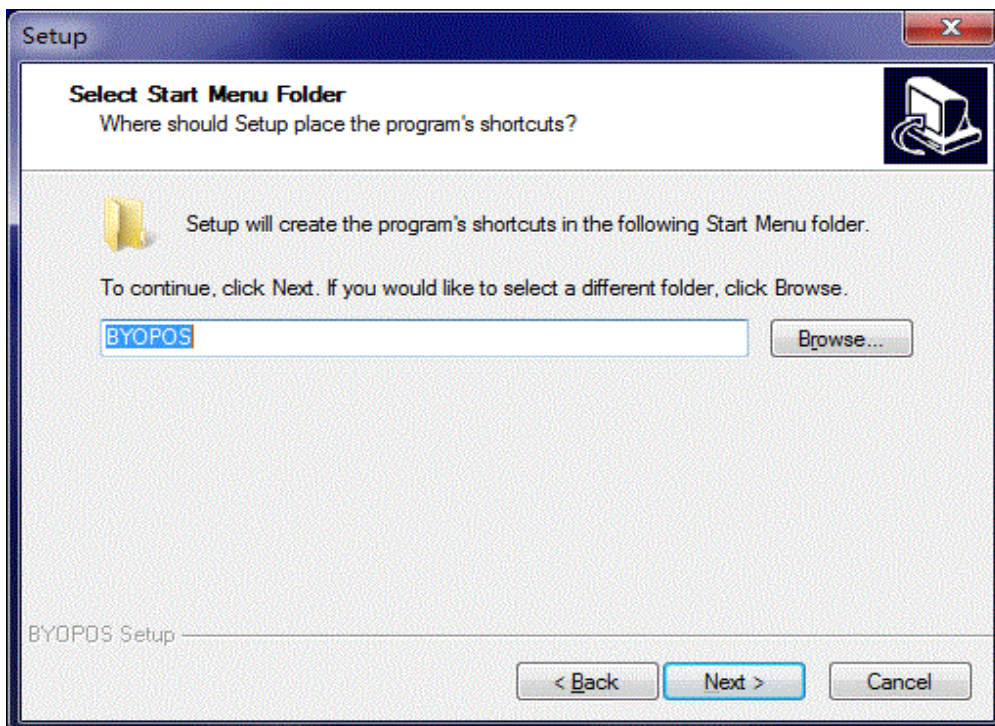 Setup
Select Start Menu Folder
Where should Setup place the program's shortcuts?
Setup will create the program's shortcuts in the following Start Menu folder.
To continue, click Next. If you would like to select a different folder, click Browse.
BYOPOS
Browse...
BYOPOS Setup
< Back
Next >
Cancel